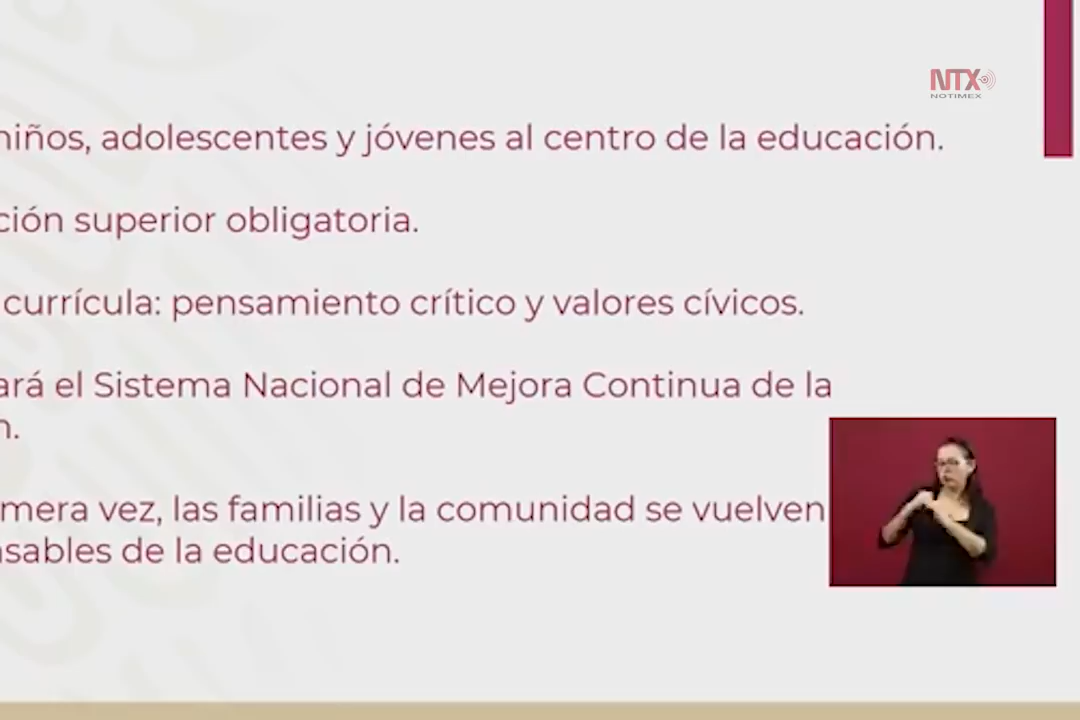 NTX
NOTIMEX
niños, adolescentes y jóvenes al centro de la educación.
ción superior obligatoria.
currícula: pensamiento crítico y valores cívicos.
ará el Sistema Nacional de Mejora Continua de la
n.
mera vez, las familias y la comunidad se vuelven
nsables de la educación.